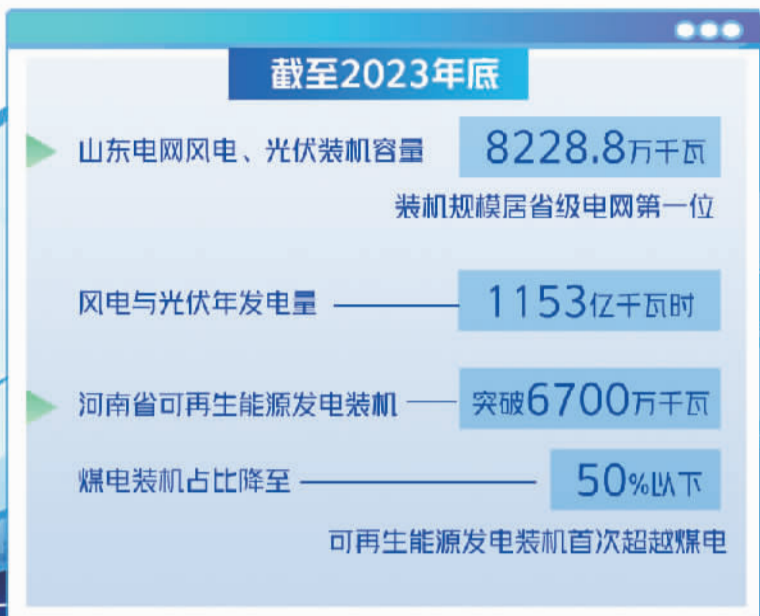 截至2023年底
山东电网风电、光伏装机容量 8228.8万千瓦
装机规模居省级电网第一位
风电与光伏年发电量 1153亿千瓦时
河南省可再生能源发电装机 突破6700万千瓦
煤电装机占比降至 50%以下
可再生能源发电装机首次超越煤电